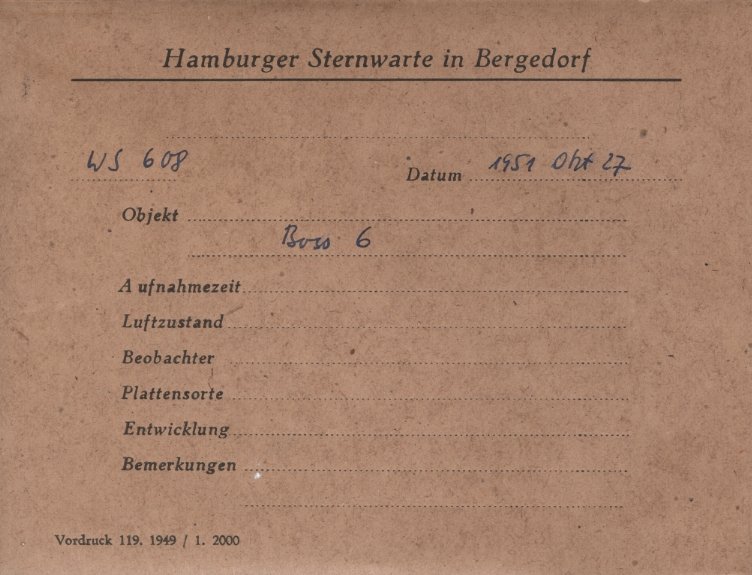 Hamburger Sternwarte in Bergedorf
WS 608 Datum 1951 Okt 27
Objekt
Boss 6
Aufnahmezeit
Luftzustand
Beobachter
Plattensorte
Entwicklung
Bemerkungen
Vordruck 119. 1949 / 1. 2000